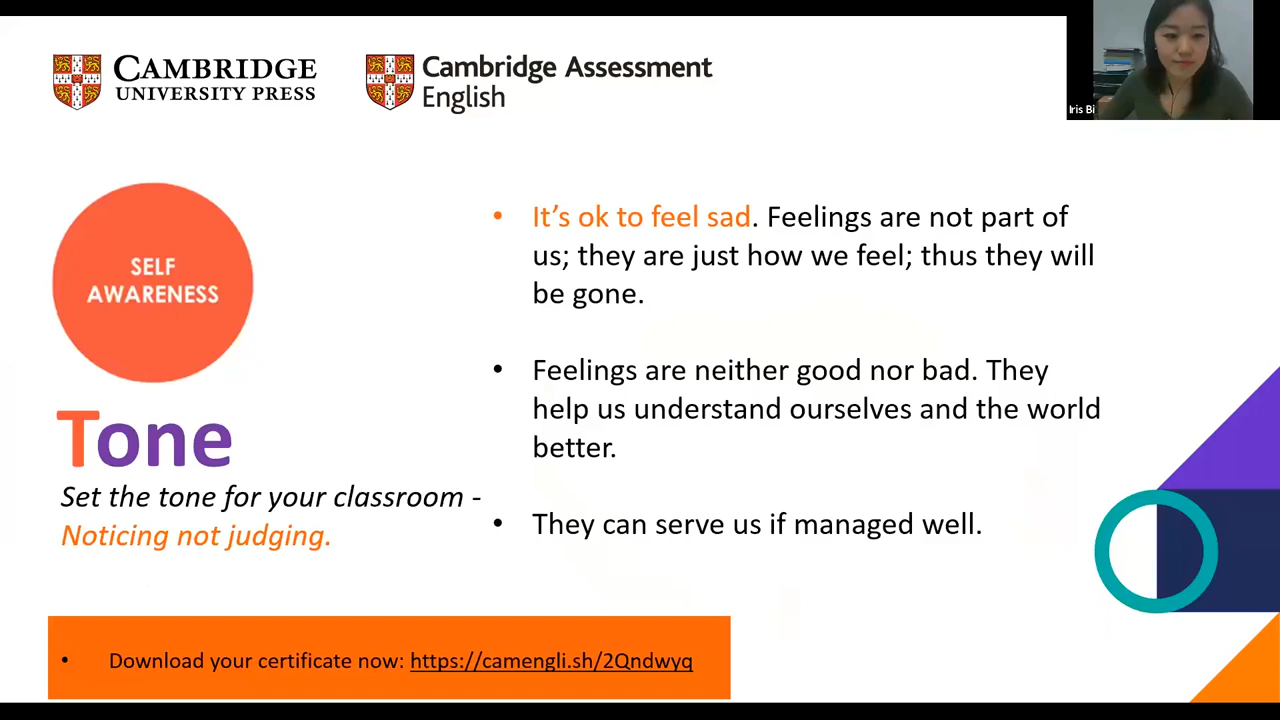 CAMBRIDGE
UNIVERSITY PRESS
Cambridge Assessment
English
Iris Bi
SELF
AWARENESS
Tone
Set the tone for your classroom -
Noticing not judging.
• It’s ok to feel sad. Feelings are not part of
us; they are just how we feel; thus they will
be gone.
• Feelings are neither good nor bad. They
help us understand ourselves and the world
better.
• They can serve us if managed well.
• Download your certificate now: https://camengli.sh/2Qndwyq